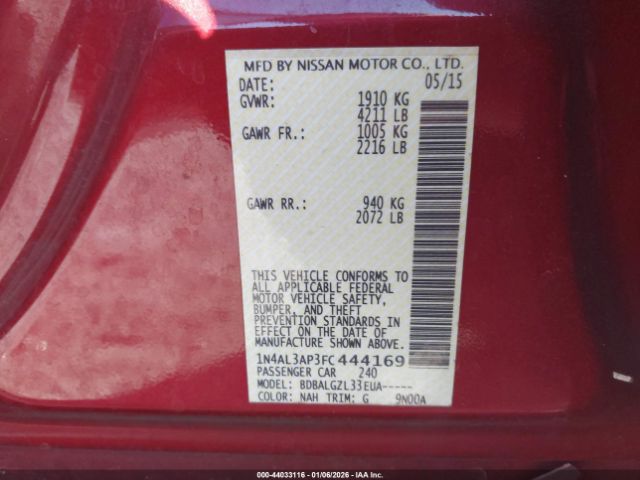 MFD BY NISSAN MOTOR CO., LTD.
DATE: 05/15
GVWR: 1910 KG
4211 LB
GAWR FR.: 1005 KG
2216 LB
GAWR RR.: 940 KG
2072 LB
THIS VEHICLE CONFORMS TO
ALL APPLICABLE FEDERAL
MOTOR VEHICLE SAFETY,
BUMPER, AND THEFT
PREVENTION STANDARDS IN
EFFECT ON THE DATE OF
MANUFACTURE SHOWN ABOVE.
1N4AL3AP3FC444169
PASSENGER CAR 240
MODEL: BDBALGZL33EUA-----
COLOR: NAH TRIM: G 9N00A
000-44033116 | 01/06/2026 - IAA Inc.